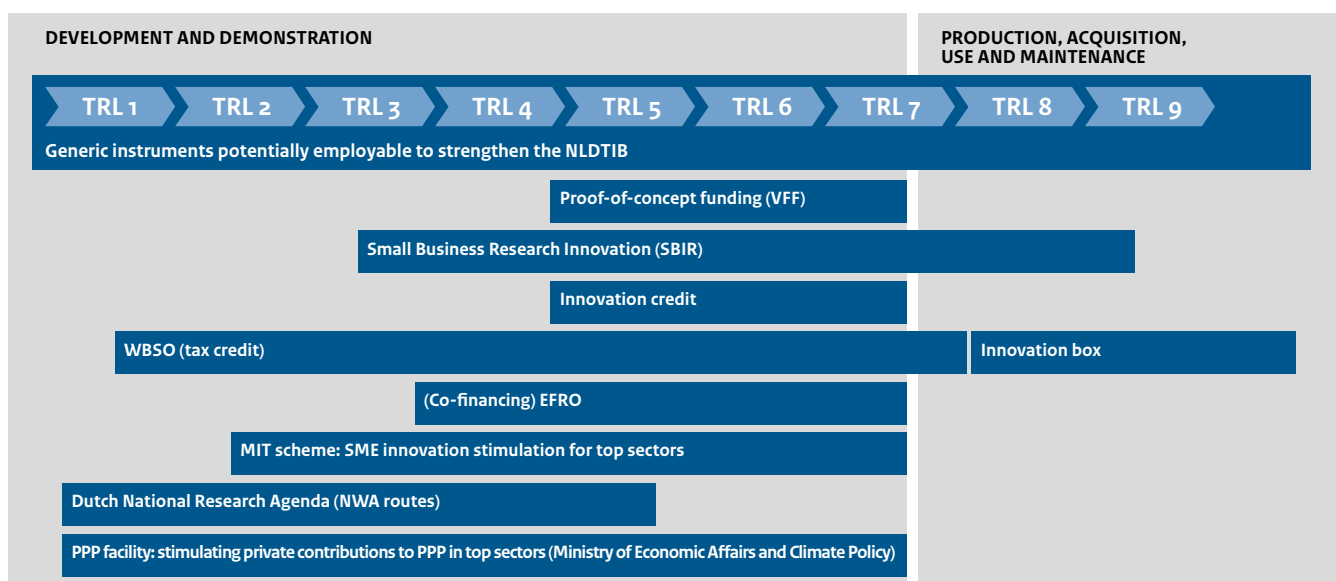 DEVELOPMENT AND DEMONSTRATION
PRODUCTION, ACQUISITION,
USE AND MAINTENANCE
TRL 1 TRL 2 TRL 3 TRL 4 TRL 5 TRL 6 TRL 7 TRL 8 TRL 9
Generic instruments potentially employable to strengthen the NLDTIB
Proof-of-concept funding (VFF)
Small Business Research Innovation (SBIR)
Innovation credit
WBSO (tax credit) Innovation box
(Co-financing) EFRO
MIT scheme: SME innovation stimulation for top sectors
Dutch National Research Agenda (NWA routes)
PPP facility: stimulating private contributions to PPP in top sectors (Ministry of Economic Affairs and Climate Policy)